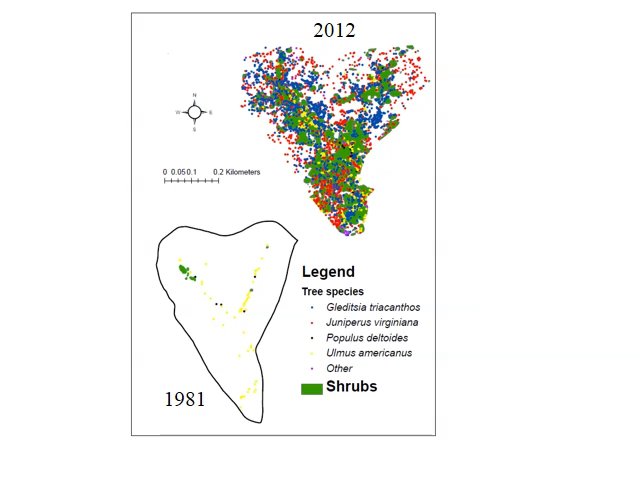 2012
N
W E
S
0 0.050.1 0.2 Kilometers
Legend
Tree species
Gleditsia triacanthos
Juniperus virginiana
Populus deltoides
Ulmus americanus
Other
Shrubs
1981